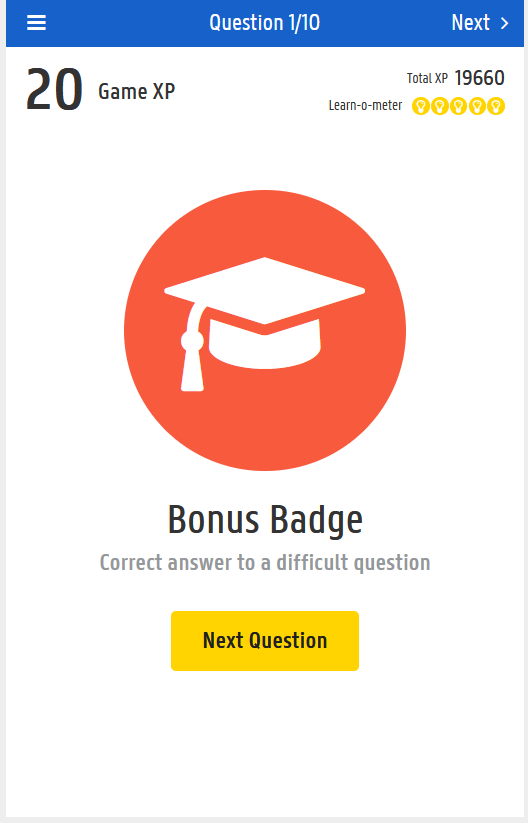 Question 1/10
Next
20 Game XP
Total XP 19660
Learn-o-meter
Bonus Badge
Correct answer to a difficult question
Next Question